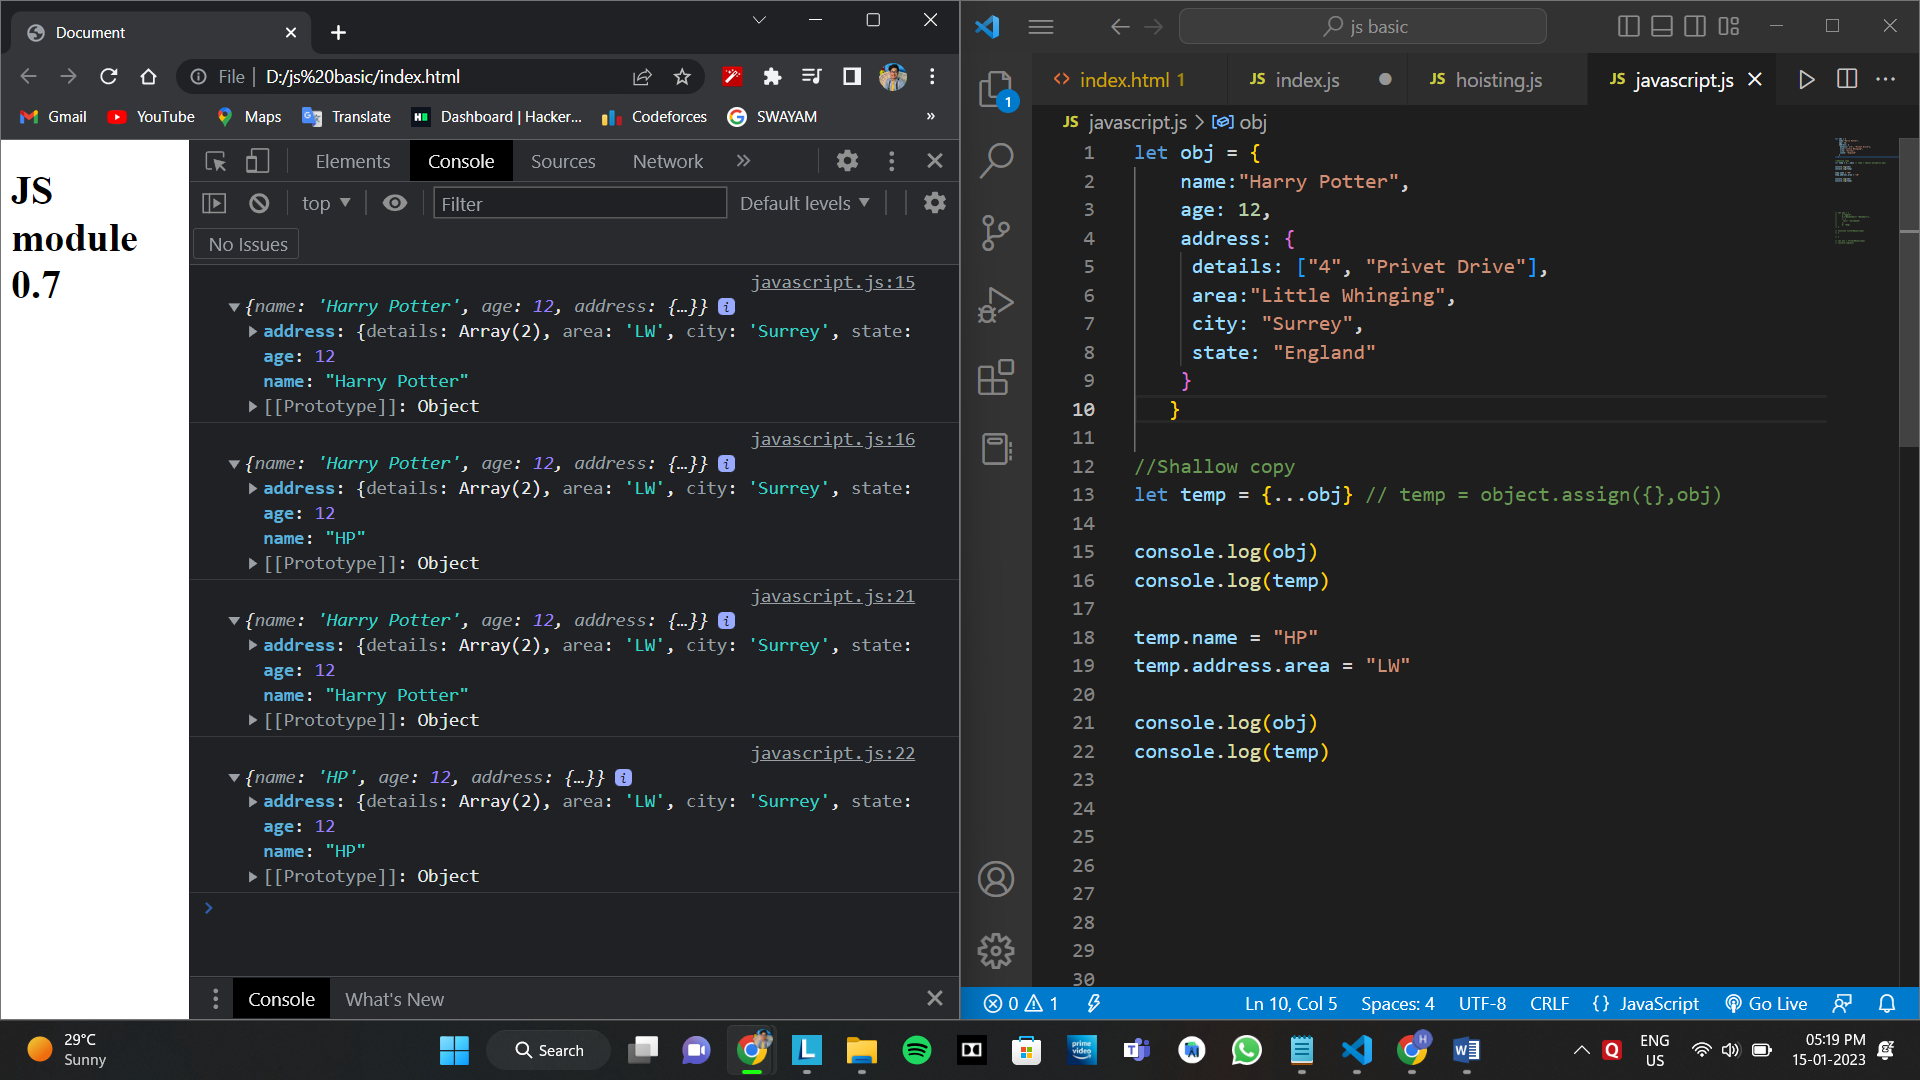 Document
File | D:/js%20basic/index.html
Gmail YouTube Maps Translate Dashboard | Hacker... Codeforces SWAYAM »
JS
module
0.7
Elements Console Sources Network »
top Filter Default levels
No Issues
javascript.js:15
{name: 'Harry Potter', age: 12, address: {…}} i
address: {details: Array(2), area: 'LW', city: 'Surrey', state:
age: 12
name: "Harry Potter"
[[Prototype]]: Object
javascript.js:16
{name: 'Harry Potter', age: 12, address: {…}} i
address: {details: Array(2), area: 'LW', city: 'Surrey', state:
age: 12
name: "HP"
[[Prototype]]: Object
javascript.js:21
{name: 'Harry Potter', age: 12, address: {…}} i
address: {details: Array(2), area: 'LW', city: 'Surrey', state:
age: 12
name: "Harry Potter"
[[Prototype]]: Object
javascript.js:22
{name: 'HP', age: 12, address: {…}} i
address: {details: Array(2), area: 'LW', city: 'Surrey', state:
age: 12
name: "HP"
[[Prototype]]: Object
>
Console What's New
js basic
1
<> index.html 1 JS index.js JS hoisting.js JS javascript.js
JS javascript.js > obj
1 let obj = {
2 name:"Harry Potter",
3 age: 12,
4 address: {
5 details: ["4", "Privet Drive"],
6 area:"Little Whinging",
7 city: "Surrey",
8 state: "England"
9 }
10 }
11
12 //Shallow copy
13 let temp = {...obj} // temp = object.assign({},obj)
14
15 console.log(obj)
16 console.log(temp)
17
18 temp.name = "HP"
19 temp.address.area = "LW"
20
21 console.log(obj)
22 console.log(temp)
23
24
25
26
27
28
29
30
0 1 Ln 10, Col 5 Spaces: 4 UTF-8 CRLF {} JavaScript Go Live
29°C
Sunny
Search
prime video
ENG
US
05:19 PM
15-01-2023